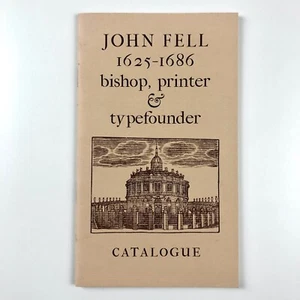 JOHN FELL
1625-1686
bishop, printer
&
typefounder
CATALOGUE